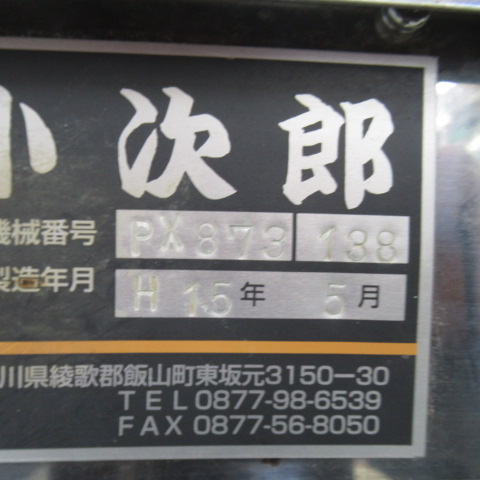 小次郎
機械番号 PX873 138
製造年月 H 15年 5月
川県綾歌郡飯山町東坂元3150-30
TEL 0877-98-6539
FAX 0877-56-8050